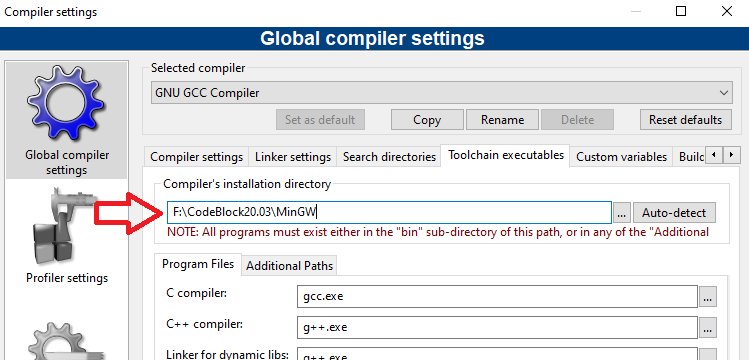 Compiler settings
Global compiler settings
Global compiler
settings
Profiler settings
Selected compiler
GNU GCC Compiler
Set as default
Copy
Rename
Delete
Reset defaults
Compiler settings
Linker settings
Search directories
Toolchain executables
Custom variables
Build
Compiler's installation directory
F:\CodeBlock20.03\MinGW
...
Auto-detect
NOTE: All programs must exist either in the "bin" sub-directory of this path, or in any of the "Additional
Program Files
Additional Paths
C compiler:
gcc.exe
...
C++ compiler:
g++.exe
...
Linker for dynamic libs:
g++.exe